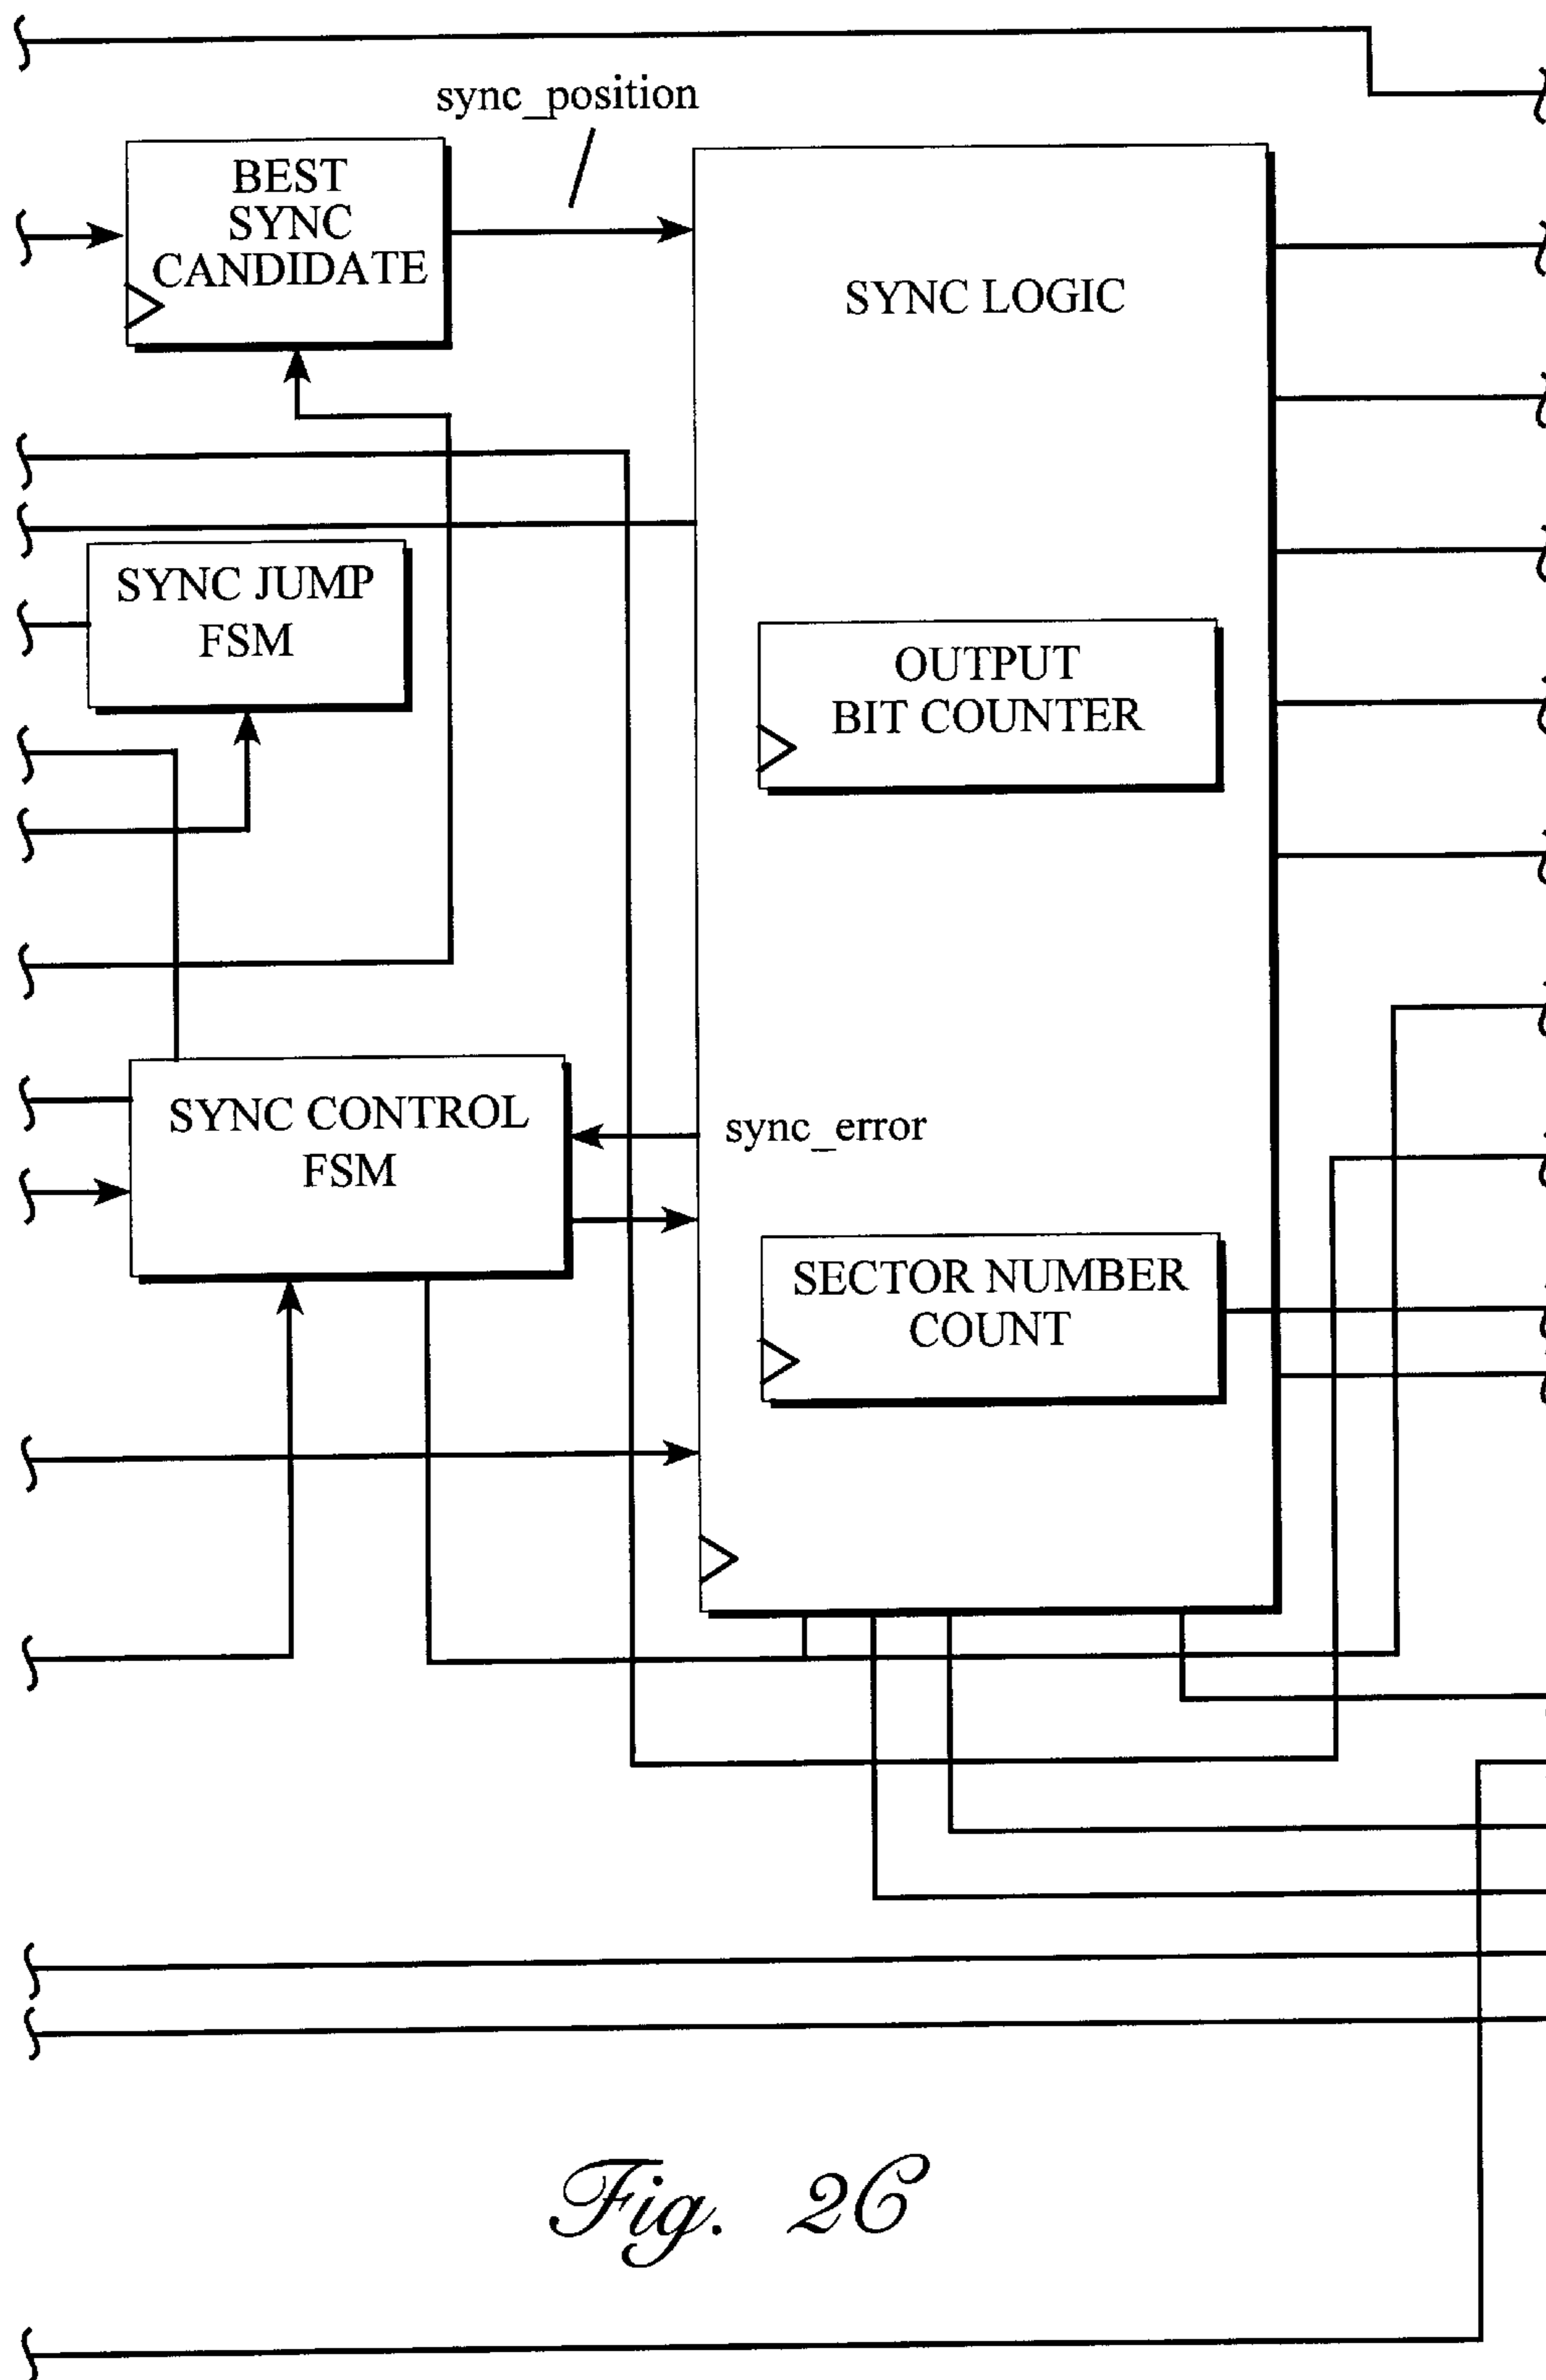 sync_position
BEST
SYNC
CANDIDATE
SYNC LOGIC
SYNC JUMP
FSM
OUTPUT
BIT COUNTER
SYNC CONTROL
FSM
sync_error
SECTOR NUMBER
COUNT
Fig. 2C